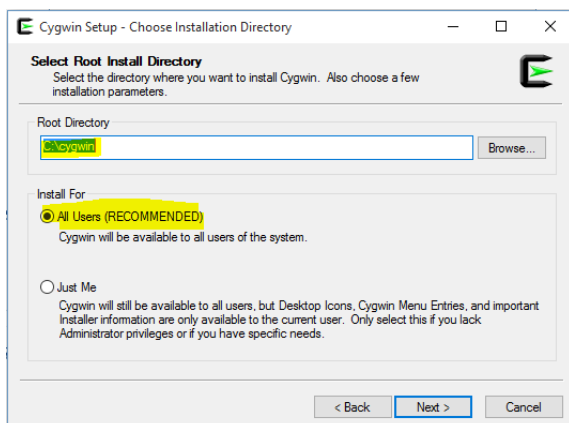 Cygwin Setup - Choose Installation Directory
Select Root Install Directory
Select the directory where you want to install Cygwin. Also choose a few
installation parameters.
Root Directory
C:\cygwin
Browse...
Install For
All Users (RECOMMENDED)
Cygwin will be available to all users of the system.
Just Me
Cygwin will still be available to all users, but Desktop Icons, Cygwin Menu Entries, and important
Installer information are only available to the current user. Only select this if you lack
Administrator privileges or if you have specific needs.
< Back Next > Cancel